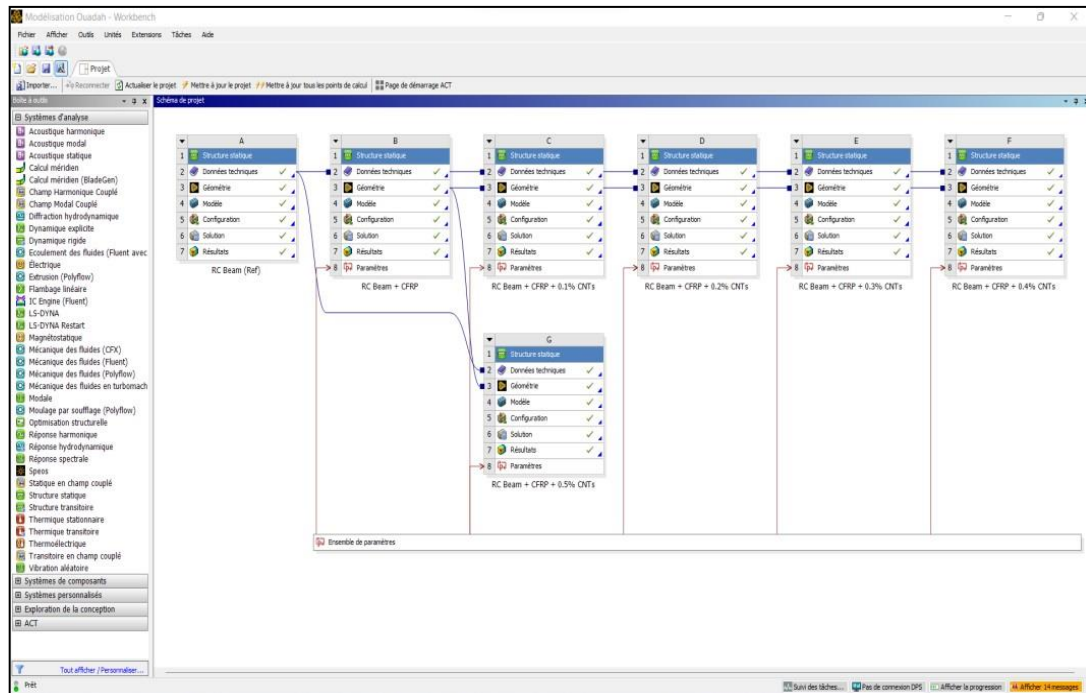 Modélisation Ouadah - Workbench
Fichier Afficher Outils Unités Extensions Tâches Aide
Projet
Importer... Reconnecter Actualiser le projet Mettre à jour le projet Mettre à jour tous les points de calcul Page de démarrage ACT
Boîte à outils
Schéma de projet
Systèmes d'analyse
Acoustique harmonique
Acoustique modal
Acoustique statique
Calcul méridien
Calcul méridien (BladeGen)
Champ Harmonique Couplé
Champ Modal Couplé
Diffraction hydrodynamique
Dynamique explicite
Dynamique rigide
Ecoulement des fluides (Fluent avec
Électrique
Extrusion (Polyflow)
Flambage linéaire
IC Engine (Fluent)
LS-DYNA
LS-DYNA Restart
Magnétostatique
Mécanique des fluides (CFX)
Mécanique des fluides (Fluent)
Mécanique des fluides (Polyflow)
Mécanique des fluides en turbomach
Modale
Moulage par soufflage (Polyflow)
Optimisation structurelle
Réponse harmonique
Réponse hydrodynamique
Réponse spectrale
Speos
Statique en champ couplé
Structure statique
Structure transitoire
Thermique stationnaire
Thermique transitoire
Thermoélectrique
Transitoire en champ couplé
Vibration aléatoire
Systèmes de composants
Systèmes personnalisés
Exploration de la conception
ACT
Tout afficher / Personnaliser...
A
1 Structure statique
2 Données techniques
3 Géométrie
4 Modèle
5 Configuration
6 Solution
7 Résultats
RC Beam (Ref)
B
1 Structure statique
2 Données techniques
3 Géométrie
4 Modèle
5 Configuration
6 Solution
7 Résultats
8 Paramètres
RC Beam + CFRP
C
1 Structure statique
2 Données techniques
3 Géométrie
4 Modèle
5 Configuration
6 Solution
7 Résultats
8 Paramètres
RC Beam + CFRP + 0.1% CNTs
D
1 Structure statique
2 Données techniques
3 Géométrie
4 Modèle
5 Configuration
6 Solution
7 Résultats
8 Paramètres
RC Beam + CFRP + 0.2% CNTs
E
1 Structure statique
2 Données techniques
3 Géométrie
4 Modèle
5 Configuration
6 Solution
7 Résultats
8 Paramètres
RC Beam + CFRP + 0.3% CNTs
F
1 Structure statique
2 Données techniques
3 Géométrie
4 Modèle
5 Configuration
6 Solution
7 Résultats
8 Paramètres
RC Beam + CFRP + 0.4% CNTs
G
1 Structure statique
2 Données techniques
3 Géométrie
4 Modèle
5 Configuration
6 Solution
7 Résultats
8 Paramètres
RC Beam + CFRP + 0.5% CNTs
Ensemble de paramètres
Prêt
Suivi des tâches... Pas de connexion DPS Afficher la progression Afficher 14 messages